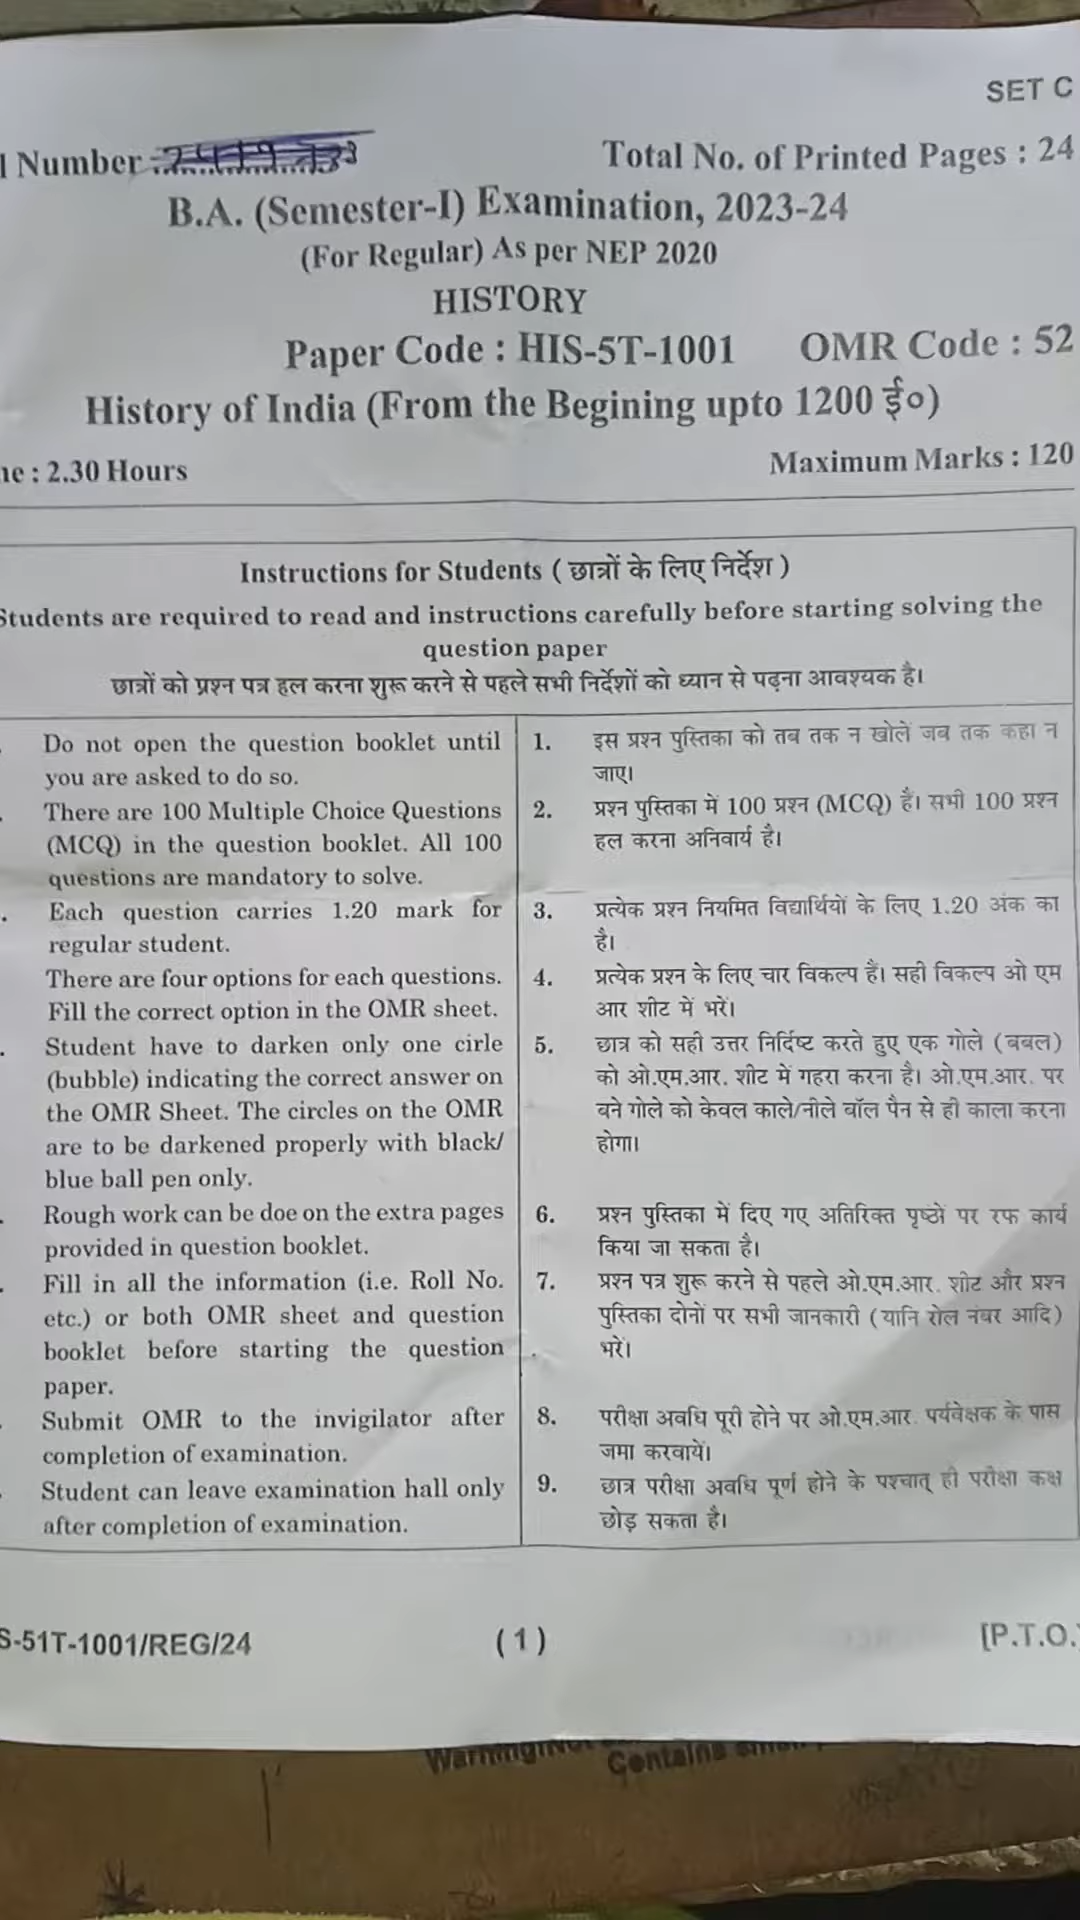 SET C
Number
Total No. of Printed Pages : 24
B.A. (Semester-I) Examination, 2023-24
(For Regular) As per NEP 2020
HISTORY
Paper Code : HIS-5T-1001 OMR Code : 52
History of India (From the Begining upto 1200 ई०)
: 2.30 Hours
Maximum Marks : 120
Instructions for Students ( छात्रों के लिए निर्देश )
Students are required to read and instructions carefully before starting solving the
question paper
छात्रों को प्रश्न पत्र हल करना शुरू करने से पहले सभी निर्देशों को ध्यान से पढ़ना आवश्यक है।
Do not open the question booklet until
you are asked to do so.
There are 100 Multiple Choice Questions
(MCQ) in the question booklet. All 100
questions are mandatory to solve.
Each question carries 1.20 mark for
regular student.
There are four options for each questions.
Fill the correct option in the OMR sheet.
Student have to darken only one cirle
(bubble) indicating the correct answer on
the OMR Sheet. The circles on the OMR
are to be darkened properly with black/
blue ball pen only.
Rough work can be doe on the extra pages
provided in question booklet.
Fill in all the information (i.e. Roll No.
etc.) or both OMR sheet and question
booklet before starting the question
paper.
Submit OMR to the invigilator after
completion of examination.
Student can leave examination hall only
after completion of examination.
1. इस प्रश्न पुस्तिका को तब तक न खोलें जब तक कहा न
जाए।
2. प्रश्न पुस्तिका में 100 प्रश्न (MCQ) हैं। सभी 100 प्रश्न
हल करना अनिवार्य है।
3. प्रत्येक प्रश्न नियमित विद्यार्थियों के लिए 1.20 अंक का
है।
4. प्रत्येक प्रश्न के लिए चार विकल्प हैं। सही विकल्प ओ एम
आर शीट में भरें।
5. छात्र को सही उत्तर निर्दिष्ट करते हुए एक गोले (बबल)
को ओ.एम.आर. शीट में गहरा करना है। ओ.एम.आर. पर
बने गोले को केवल काले/नीले बॉल पैन से ही काला करना
होगा।
6. प्रश्न पुस्तिका में दिए गए अतिरिक्त पृष्ठों पर रफ कार्य
किया जा सकता है।
7. प्रश्न पत्र शुरू करने से पहले ओ.एम.आर. शीट और प्रश्न
पुस्तिका दोनों पर सभी जानकारी (यानि रोल नंबर आदि)
भरें।
8. परीक्षा अवधि पूरी होने पर ओ.एम.आर. पर्यवेक्षक के पास
जमा करवायें।
9. छात्र परीक्षा अवधि पूर्ण होने के पश्चात् ही परीक्षा कक्ष
छोड़ सकता है।
S-51T-1001/REG/24
(1)
[P.T.O.]
Contains